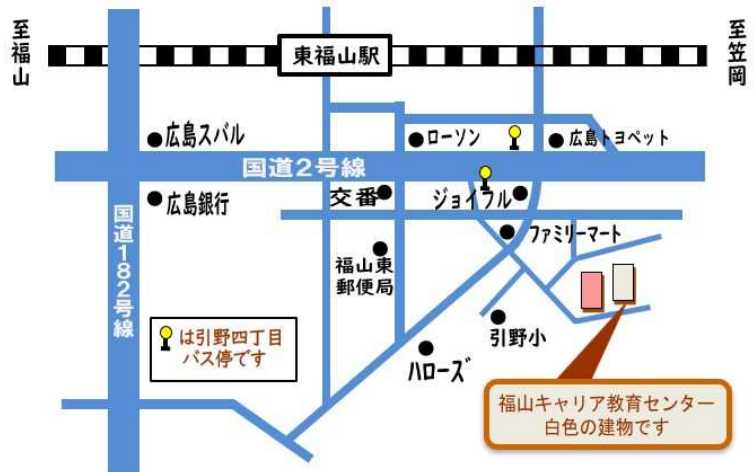 至福山
東福山駅
至笠岡
広島スバル
ローソン
広島トヨペット
国道2号線
広島銀行
交番
ジョイフル
国道182号線
ファミリーマート
福山東
郵便局
は引野四丁目
バス停です
引野小
ハローズ
福山キャリア教育センター
白色の建物です